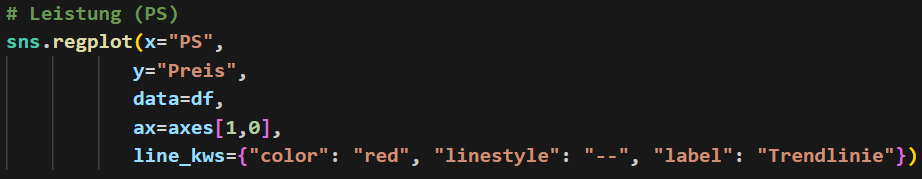 # Leistung (PS)
sns.regplot(x="PS",
y="Preis",
data=df,
ax=axes[1,0],
line_kws={"color": "red", "linestyle": "--", "label": "Trendlinie"})